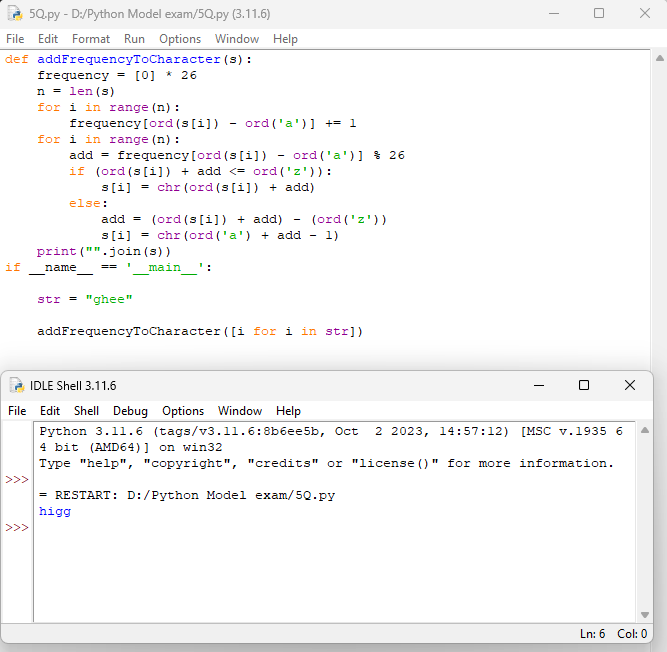 5Q.py - D:/Python Model exam/5Q.py (3.11.6)
File Edit Format Run Options Window Help
def addFrequencyToCharacter(s):
    frequency = [0] * 26
    n = len(s)
    for i in range(n):
        frequency[ord(s[i]) - ord('a')] += 1
    for i in range(n):
        add = frequency[ord(s[i]) - ord('a')] % 26
        if (ord(s[i]) + add <= ord('z')):
            s[i] = chr(ord(s[i]) + add)
        else:
            add = (ord(s[i]) + add) - (ord('z'))
            s[i] = chr(ord('a') + add - 1)
    print("".join(s))
if __name__ == '__main__':
    str = "ghee"
    addFrequencyToCharacter([i for i in str])
IDLE Shell 3.11.6
File Edit Shell Debug Options Window Help
Python 3.11.6 (tags/v3.11.6:8b6ee5b, Oct  2 2023, 14:57:12) [MSC v.1935 6
4 bit (AMD64)] on win32
Type "help", "copyright", "credits" or "license()" for more information.
>>>
= RESTART: D:/Python Model exam/5Q.py
higg
>>>
Ln: 6 Col: 0